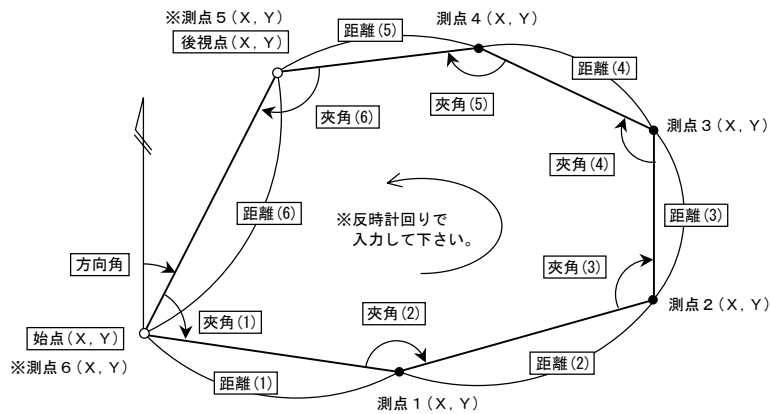 ※測点5(X, Y)
後視点(X, Y)
距離(5)
測点4(X, Y)
距離(4)
夾角(5)
夾角(6)
測点3(X, Y)
夾角(4)
距離(6)
※反時計回りで
入力して下さい。
距離(3)
方向角
夾角(3)
夾角(1)
夾角(2)
測点2(X, Y)
始点(X, Y)
※測点6(X, Y)
距離(1)
距離(2)
測点1(X, Y)